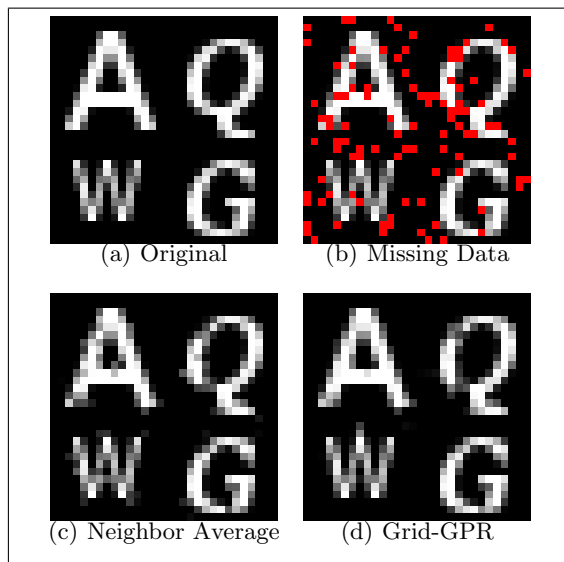 A Q
W G
(a) Original
A Q
W G
(b) Missing Data
A Q
W G
(c) Neighbor Average
A Q
W G
(d) Grid-GPR